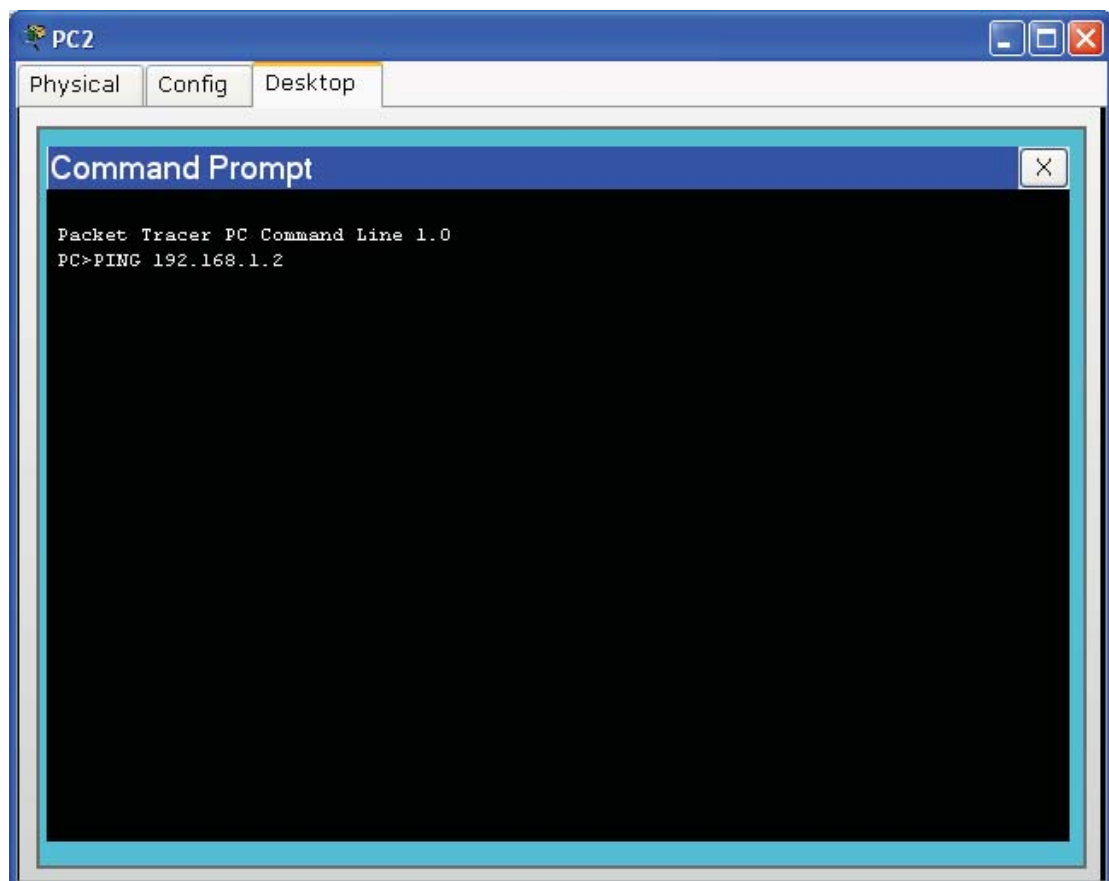 PC2
Physical Config Desktop
Command Prompt
X
Packet Tracer PC Command Line 1.0
PC>PING 192.168.1.2